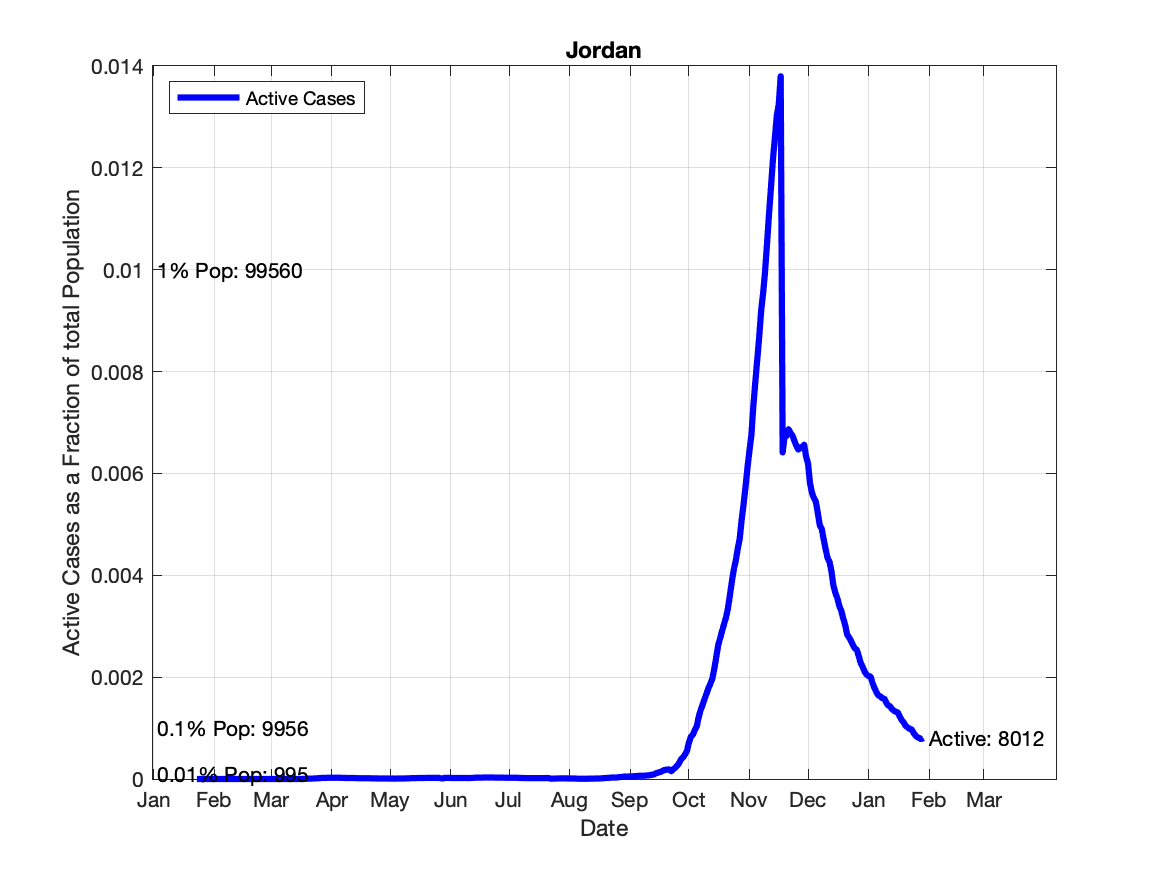 Jordan
0.014
Active Cases
0.012
0.01
1% Pop: 99560
0.008
0.006
0.004
0.002
0.1% Pop: 9956
Active: 8012
0.01% Pop: 995
0
Jan Feb Mar Apr May Jun Jul Aug Sep Oct Nov Dec Jan Feb Mar
Date
Active Cases as a Fraction of total Population